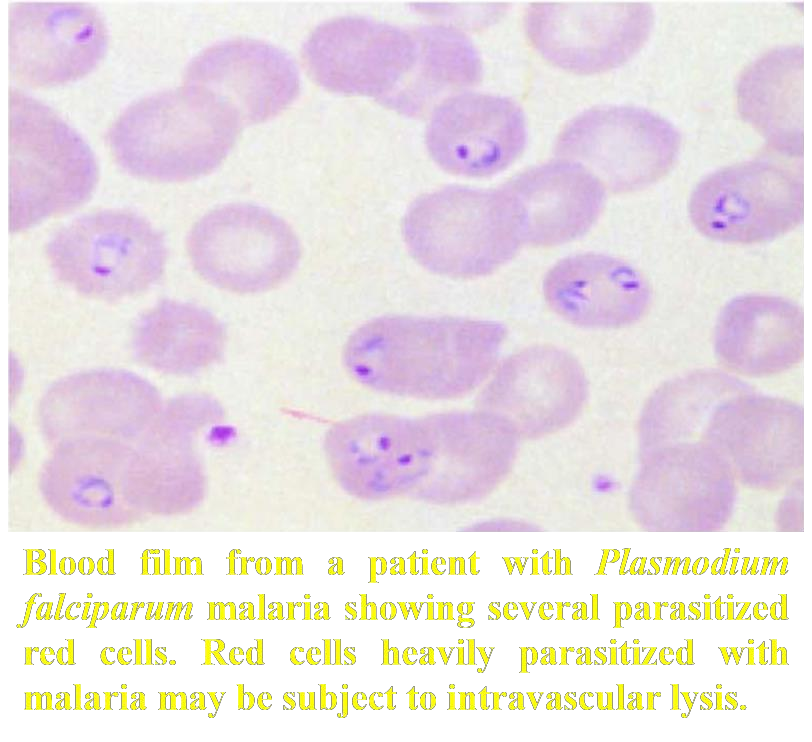 Blood film from a patient with Plasmodium
falciparum malaria showing several parasitized
red cells. Red cells heavily parasitized with
malaria may be subject to intravascular lysis.